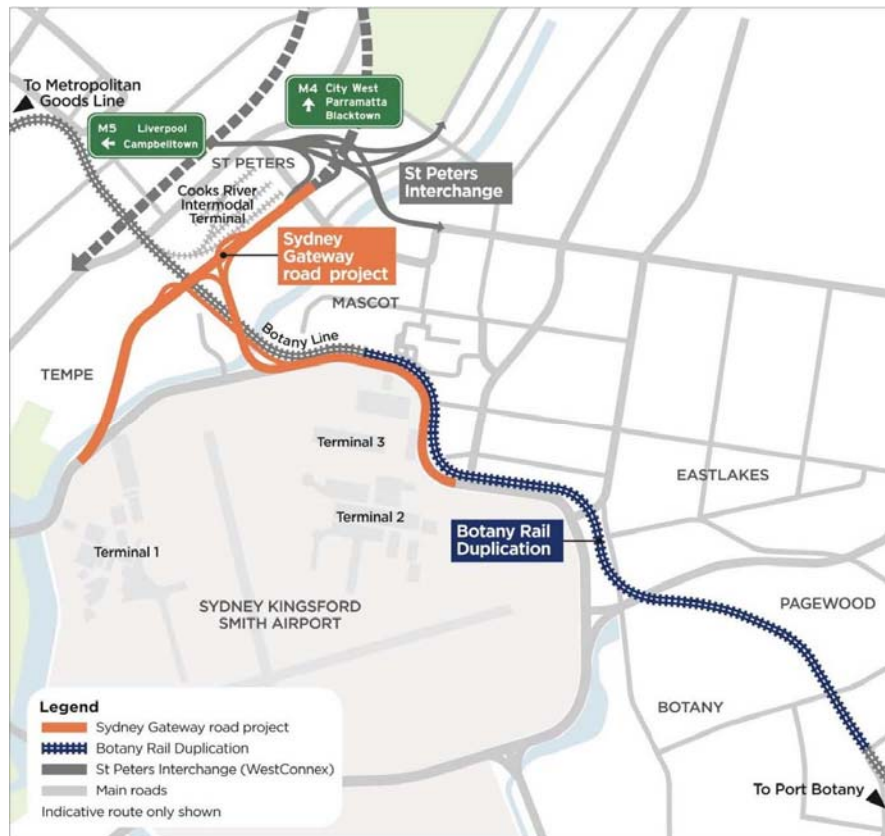 To Metropolitan
Goods Line
M4 City West
Parramatta
Blacktown
M5 Liverpool
Campbelltown
ST PETERS
St Peters
Interchange
Cooks River
Intermodal
Terminal
Sydney
Gateway
road project
MASCOT
Botany Line
TEMPE
Terminal 3
EASTLAKES
Terminal 2
Botany Rail
Duplication
Terminal 1
SYDNEY KINGSFORD
SMITH AIRPORT
PAGEWOOD
BOTANY
Legend
Sydney Gateway road project
Botany Rail Duplication
St Peters Interchange (WestConnex)
Main roads
Indicative route only shown
To Port Botany